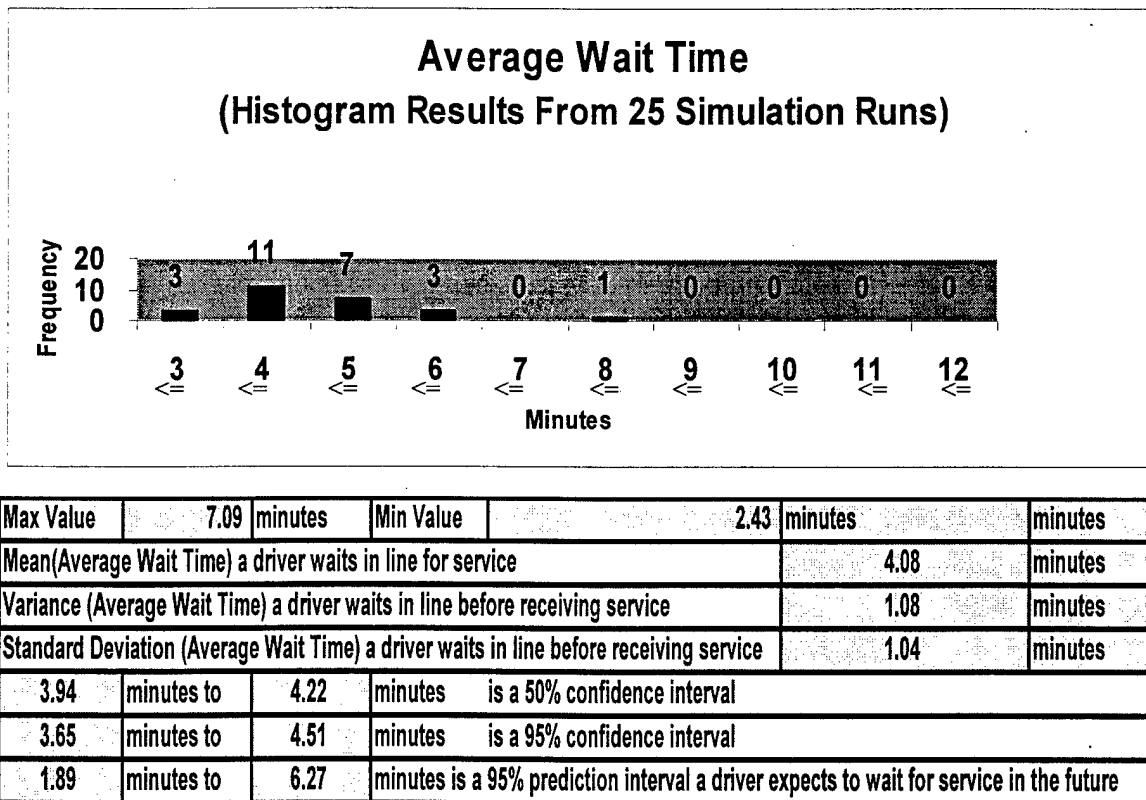 Average Wait Time
(Histogram Results From 25 Simulation Runs)
Frequency
20
10
0
3 11 7 3 0 1 0 0 0 0
3 4 5 6 7 8 9 10 11 12
<= <= <= <= <= <= <= <= <= <=
Minutes
Max Value 7.09 minutes Min Value 2.43 minutes minutes
Mean(Average Wait Time) a driver waits in line for service 4.08 minutes
Variance (Average Wait Time) a driver waits in line before receiving service 1.08 minutes
Standard Deviation (Average Wait Time) a driver waits in line before receiving service 1.04 minutes
3.94 minutes to 4.22 minutes is a 50% confidence interval
3.65 minutes to 4.51 minutes is a 95% confidence interval
1.89 minutes to 6.27 minutes is a 95% prediction interval a driver expects to wait for service in the future